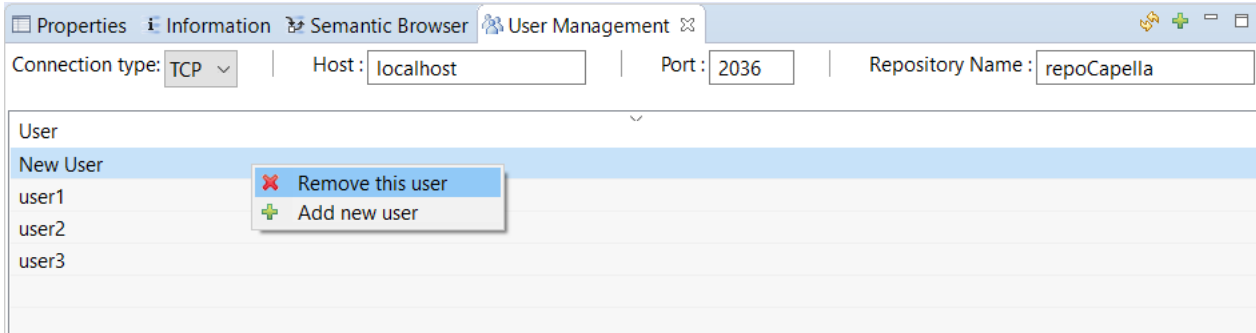 Properties Information Semantic Browser User Management
Connection type: TCP Host : localhost Port : 2036 Repository Name : repoCapella
User
New User
Remove this user
user1
Add new user
user2
user3